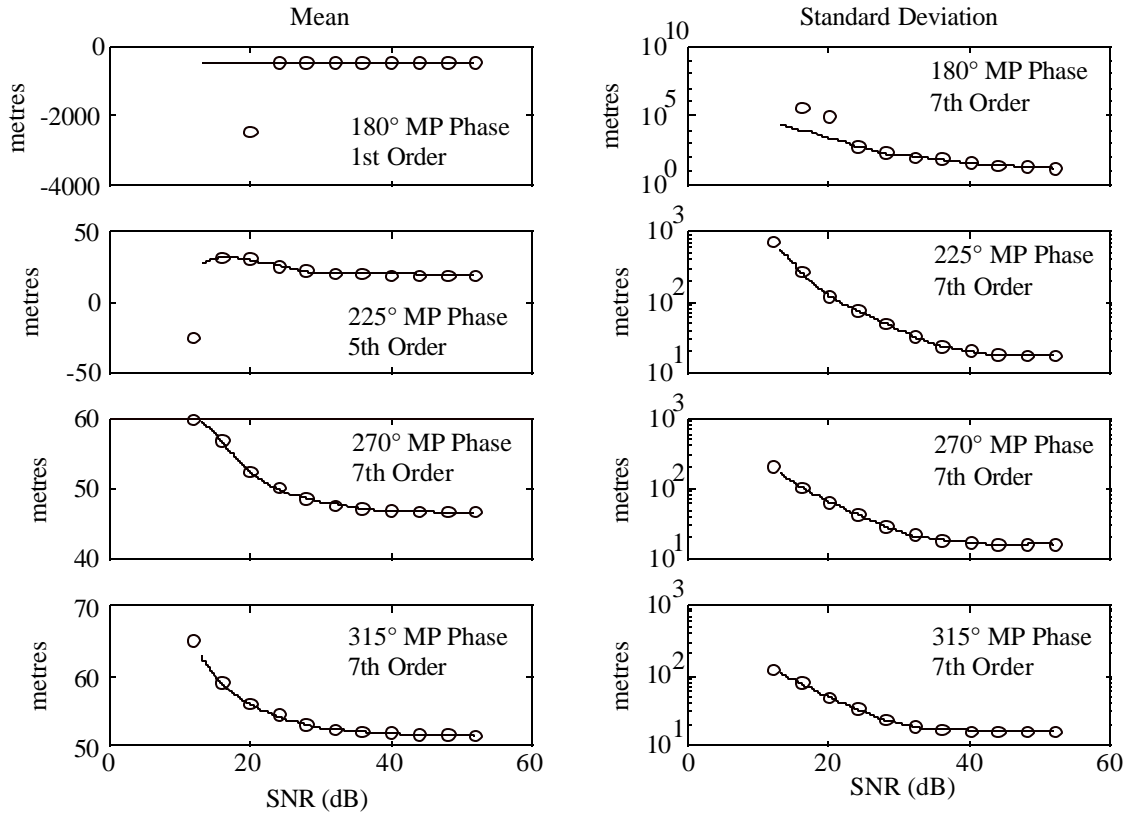 Mean
0
-2000
-4000
metres
180° MP Phase
1st Order
50
0
-50
metres
225° MP Phase
5th Order
60
50
40
metres
270° MP Phase
7th Order
70
60
50
metres
315° MP Phase
7th Order
0
20
40
60
SNR (dB)
Standard Deviation
10^10
10^5
10^0
metres
180° MP Phase
7th Order
10^3
10^2
10^1
metres
225° MP Phase
7th Order
10^3
10^2
10^1
metres
270° MP Phase
7th Order
10^3
10^2
10^1
metres
315° MP Phase
7th Order
0
20
40
60
SNR (dB)